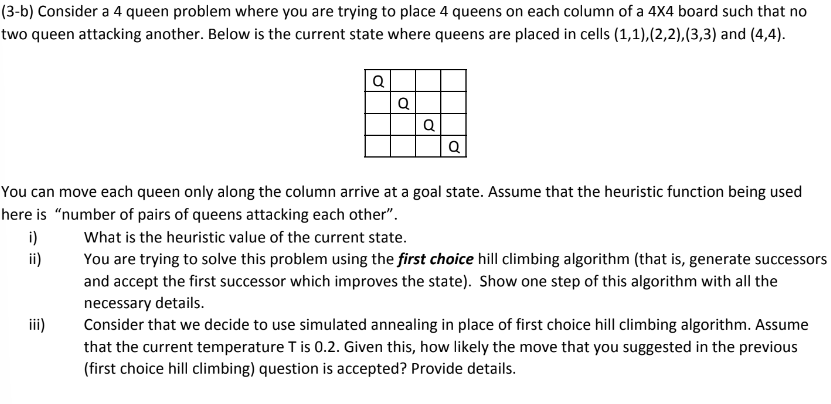 (3-b) Consider a 4 queen problem where you are trying to place 4 queens on each column of a 4X4 board such that no
two queen attacking another. Below is the current state where queens are placed in cells (1,1),(2,2),(3,3) and (4,4).
Q
Q
Q
Q
You can move each queen only along the column arrive at a goal state. Assume that the heuristic function being used
here is "number of pairs of queens attacking each other".
i) What is the heuristic value of the current state.
ii) You are trying to solve this problem using the first choice hill climbing algorithm (that is, generate successors
and accept the first successor which improves the state). Show one step of this algorithm with all the
necessary details.
iii) Consider that we decide to use simulated annealing in place of first choice hill climbing algorithm. Assume
that the current temperature T is 0.2. Given this, how likely the move that you suggested in the previous
(first choice hill climbing) question is accepted? Provide details.